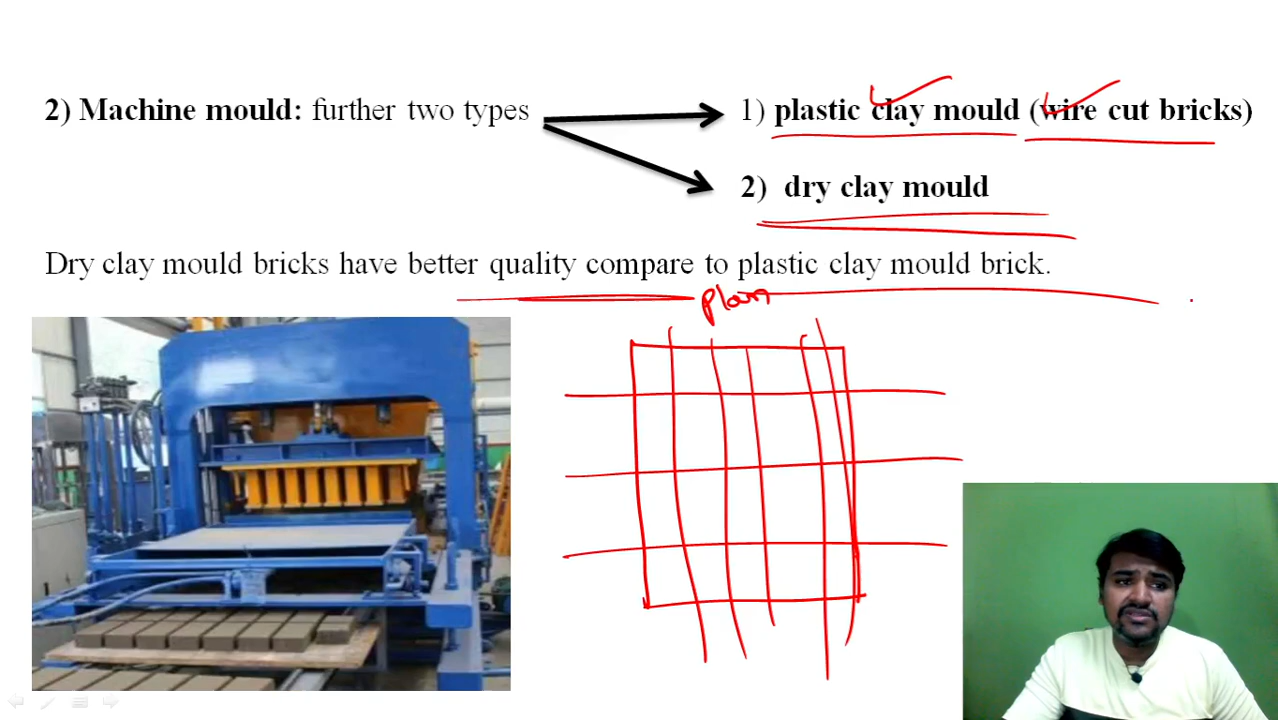 2) Machine mould: further two types
1) plastic clay mould (wire cut bricks)
2) dry clay mould
Dry clay mould bricks have better quality compare to plastic clay mould brick.
plan